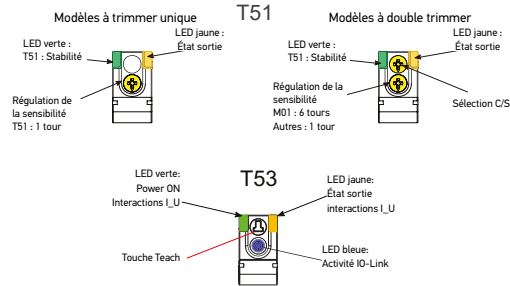 T51
Modèles à trimmer unique
LED verte :
T51 : Stabilité
LED jaune :
État sortie
Régulation de
la sensibilité
T51 : 1 tour
Modèles à double trimmer
LED verte :
T51 : Stabilité
LED jaune :
État sortie
Régulation de la
sensibilité
M01 : 6 tours
Autres : 1 tour
Sélection C/S
T53
LED verte:
Power ON
Interactions I_U
LED jaune:
État sortie
interactions I_U
Touche Teach
LED bleue:
Activité IO-Link